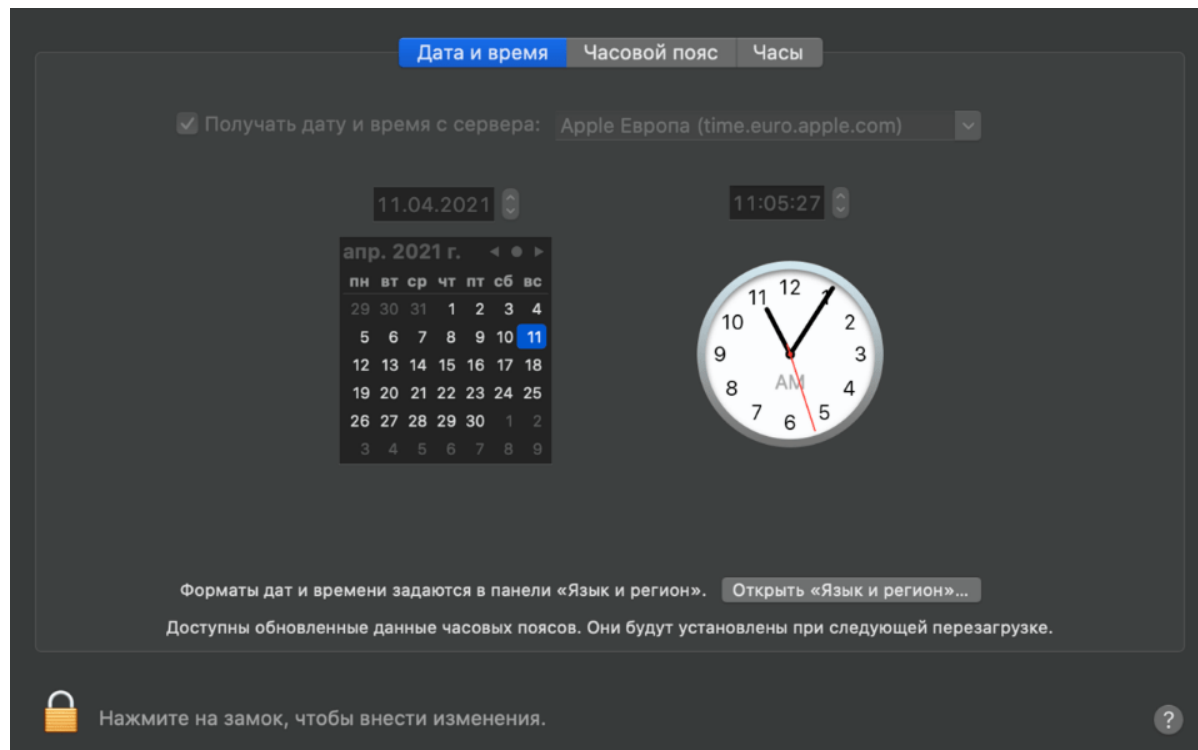 Дата и время Часовой пояс Часы
Получать дату и время с сервера: Apple Европа (time.euro.apple.com)
11.04.2021 11:05:27
апр. 2021 г.
пн вт ср чт пт сб вс
29 30 31 1 2 3 4
5 6 7 8 9 10 11
12 13 14 15 16 17 18
19 20 21 22 23 24 25
26 27 28 29 30 1 2
3 4 5 6 7 8 9
12
1
2
3
4
5
6
7
8
9
10
11
AM
Форматы дат и времени задаются в панели «Язык и регион». Открыть «Язык и регион»...
Доступны обновленные данные часовых поясов. Они будут установлены при следующей перезагрузке.
Нажмите на замок, чтобы внести изменения. ?